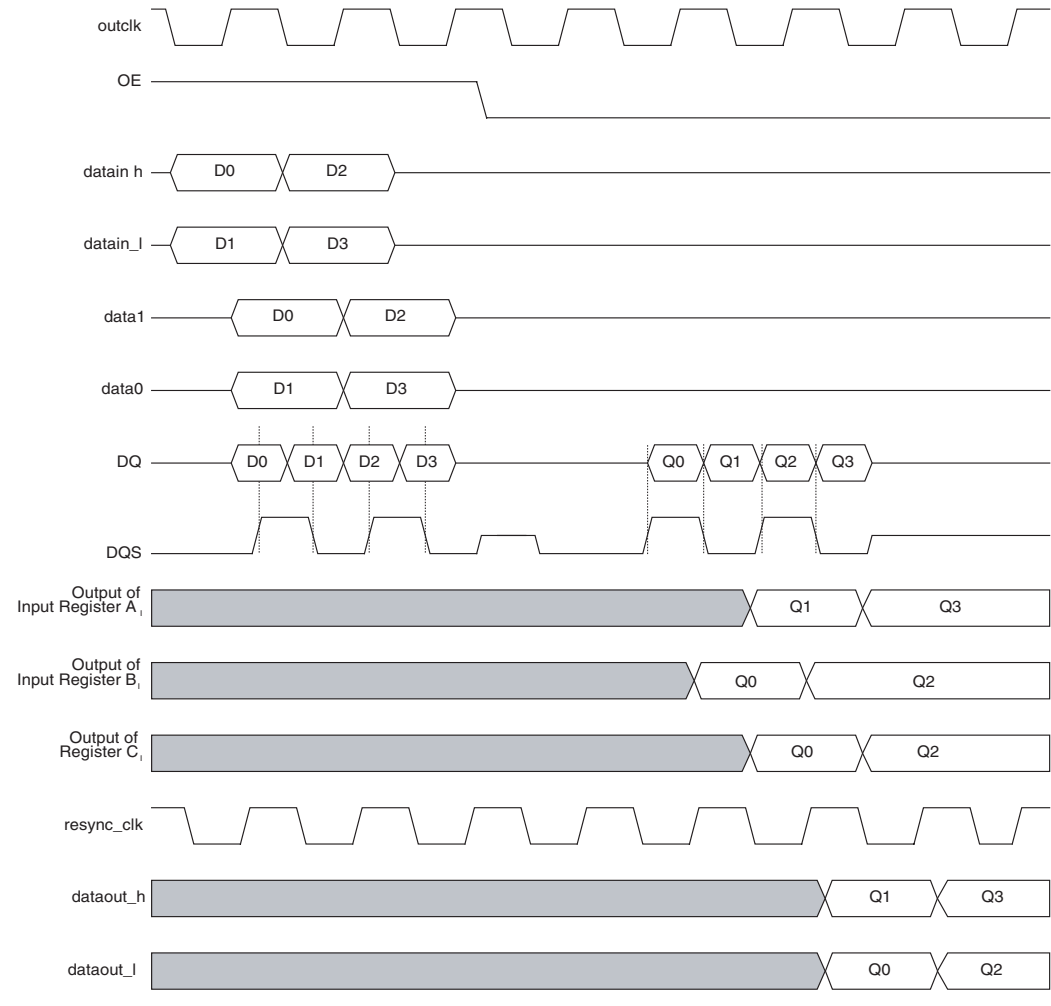 outclk
OE
datain h D0 D2
datain_l D1 D3
data1 D0 D2
data0 D1 D3
DQ D0 D1 D2 D3 Q0 Q1 Q2 Q3
DQS
Output of
Input Register A I Q1 Q3
Output of
Input Register B I Q0 Q2
Output of
Register C I Q0 Q2
resync_clk
dataout_h Q1 Q3
dataout_l Q0 Q2